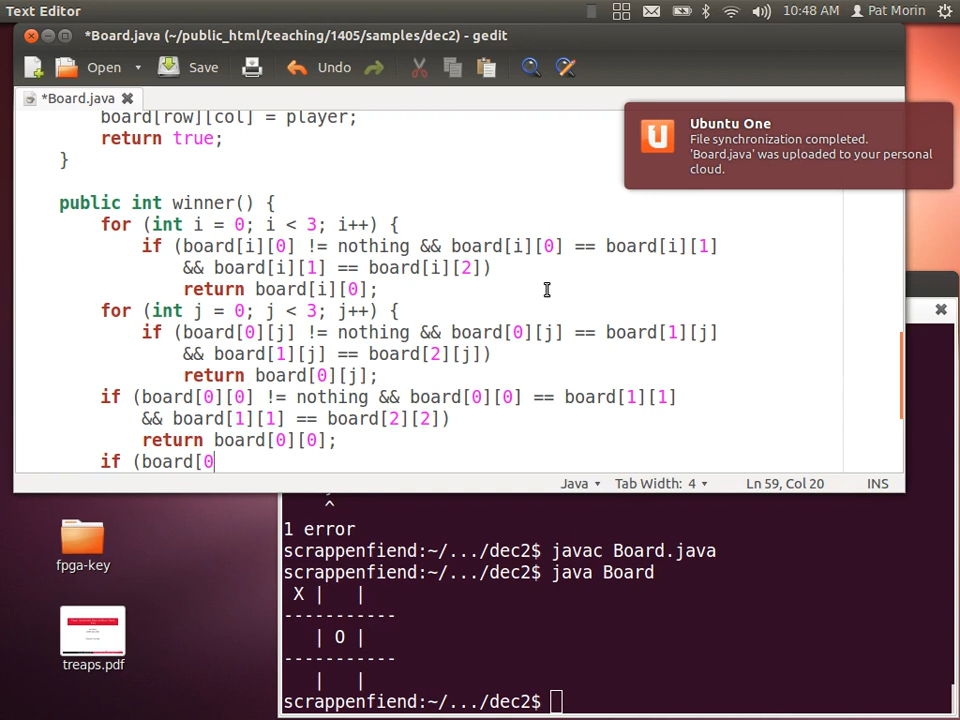 Text Editor
10:48 AM Pat Morin
*Board.java (~/public_html/teaching/1405/samples/dec2) - gedit
Open Save Undo
*Board.java
board[row][col] = player;
return true;
}
public int winner() {
for (int i = 0; i < 3; i++) {
if (board[i][0] != nothing && board[i][0] == board[i][1]
&& board[i][1] == board[i][2])
return board[i][0];
for (int j = 0; j < 3; j++) {
if (board[0][j] != nothing && board[0][j] == board[1][j]
&& board[1][j] == board[2][j])
return board[0][j];
if (board[0][0] != nothing && board[0][0] == board[1][1]
&& board[1][1] == board[2][2])
return board[0][0];
if (board[0
Java Tab Width: 4 Ln 59, Col 20 INS
Ubuntu One
File synchronization completed.
'Board.java' was uploaded to your personal
cloud.
^
1 error
scrappenfiend:~/.../dec2$ javac Board.java
scrappenfiend:~/.../dec2$ java Board
X |   |
-----------
  | O |
-----------
  |   |
scrappenfiend:~/.../dec2$
fpga-key
treaps.pdf